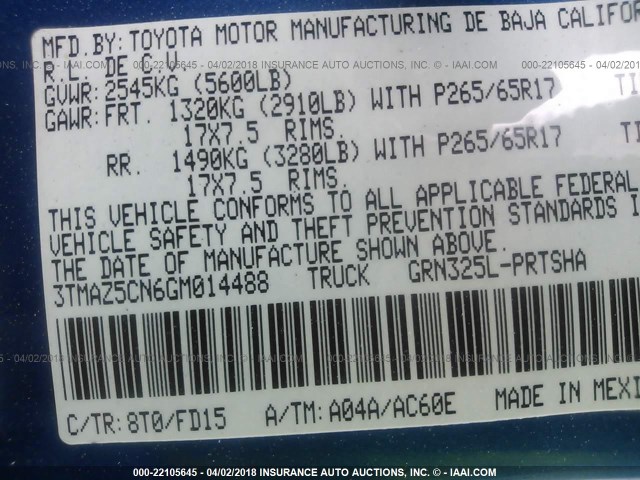 MFD. BY: TOYOTA MOTOR MANUFACTURING DE BAJA CALIFOR
R.L. DE C.V.
GVWR: 2545KG (5600LB)
GAWR: FRT. 1320KG (2910LB) WITH P265/65R17 TI
17X7.5 RIMS.
RR. 1490KG (3280LB) WITH P265/65R17 TI
17X7.5 RIMS.
THIS VEHICLE CONFORMS TO ALL APPLICABLE FEDERAL
VEHICLE SAFETY AND THEFT PREVENTION STANDARDS I
THE DATE OF MANUFACTURE SHOWN ABOVE.
3TMAZ5CN6GM014488 TRUCK GRN325L-PRTSHA
C/TR: 8T0/FD15 A/TM: A04A/AC60E MADE IN MEXI
000-22105645 - 04/02/2018 INSURANCE AUTO AUCTIONS, INC. - © - IAAI.COM